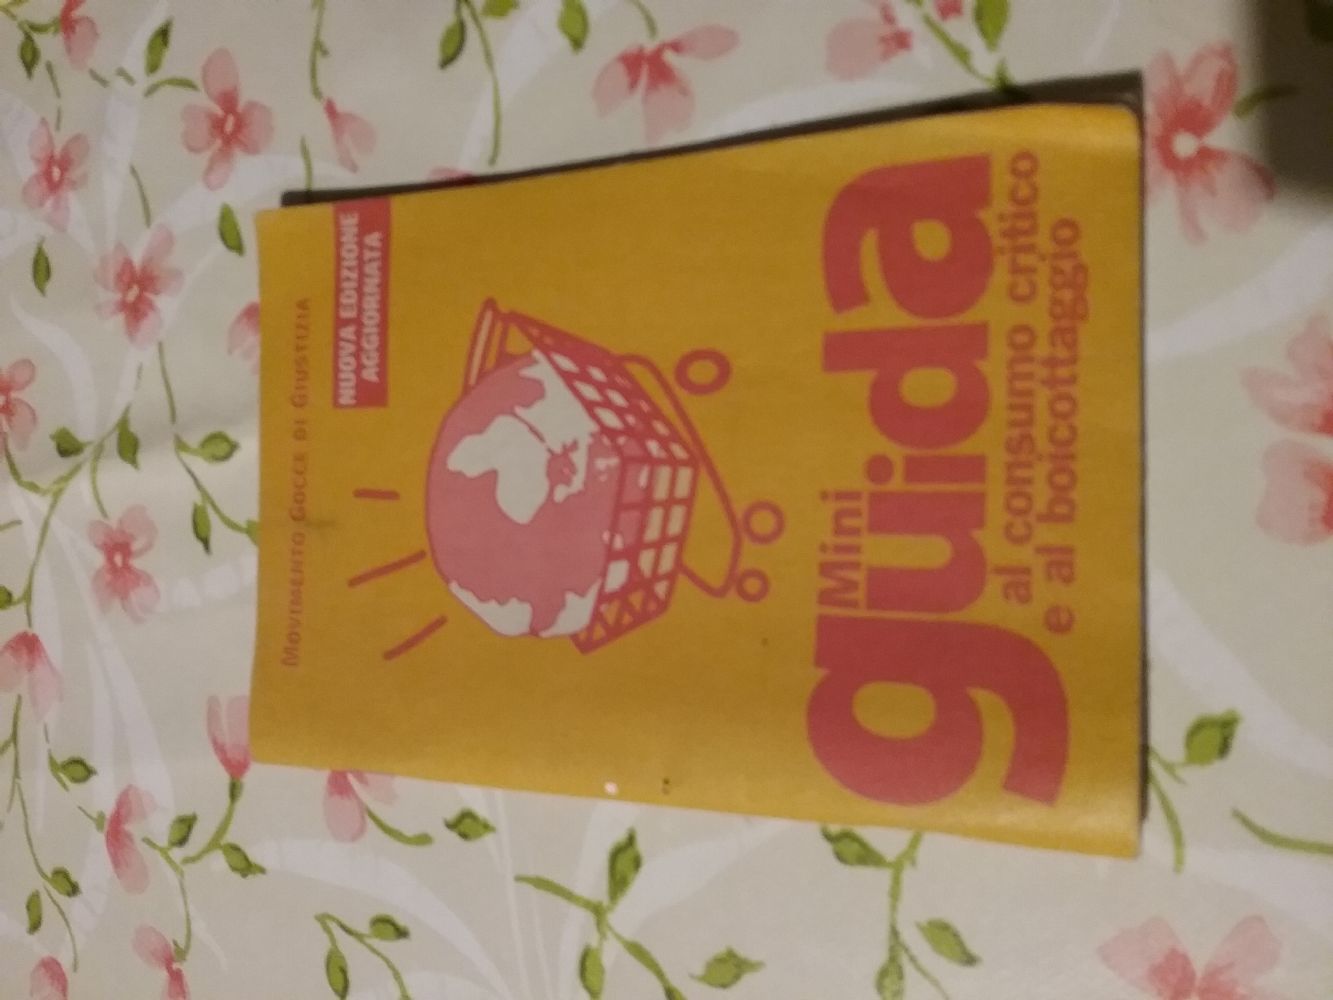 MOVIMENTO GOCCE DI GIUSTIZIA
NUOVA EDIZIONE
AGGIORNATA
Mini
guida
al consumo critico
e al boicottaggio